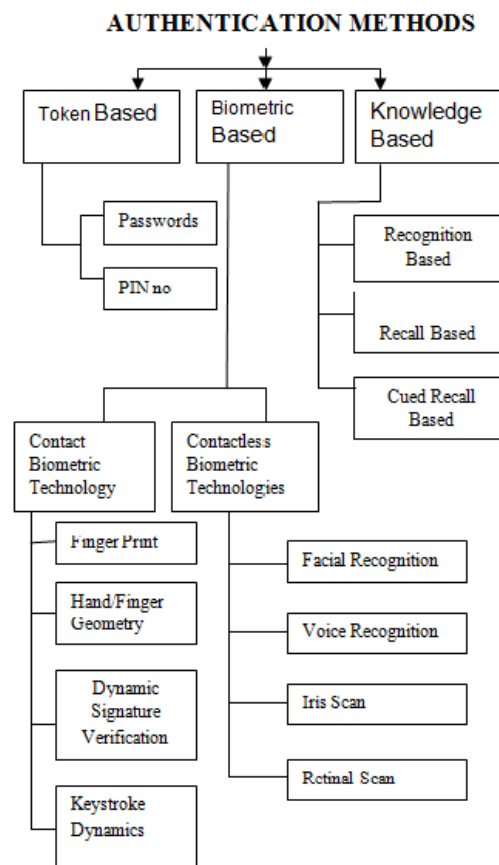 AUTHENTICATION METHODS
Token Based
Biometric
Based
Knowledge
Based
Passwords
PIN no
Recognition
Based
Recall Based
Cued Recall
Based
Contact
Biometric
Technology
Contactless
Biometric
Technologies
Finger Print
Hand/Finger
Geometry
Dynamic
Signature
Verification
Keystroke
Dynamics
Facial Recognition
Voice Recognition
Iris Scan
Retinal Scan